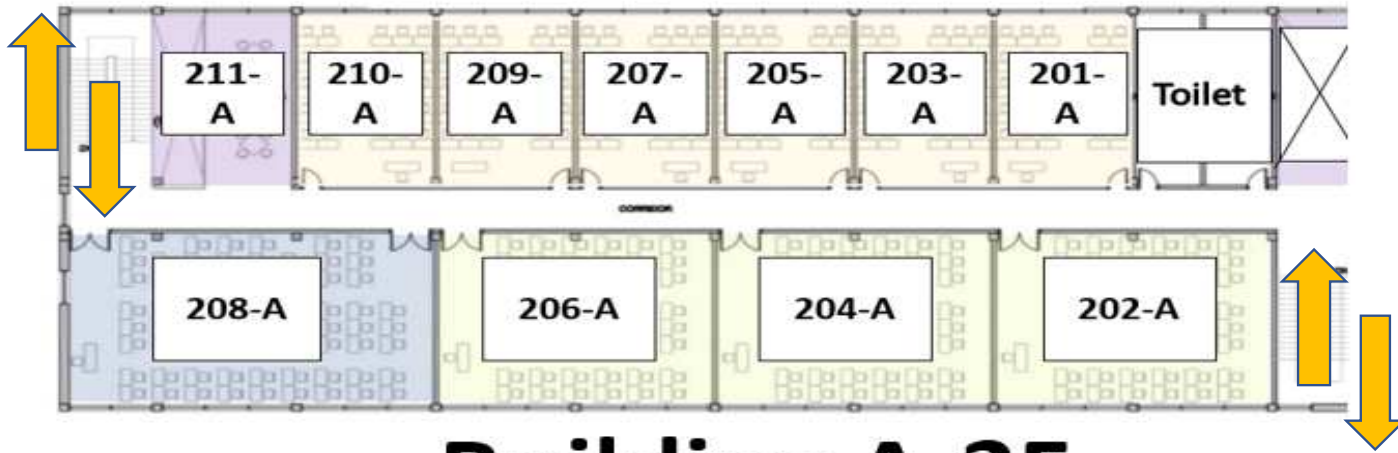 211-
A
210-
A
209-
A
207-
A
205-
A
203-
A
201-
A
Toilet
CORRIDOR
208-A
206-A
204-A
202-A